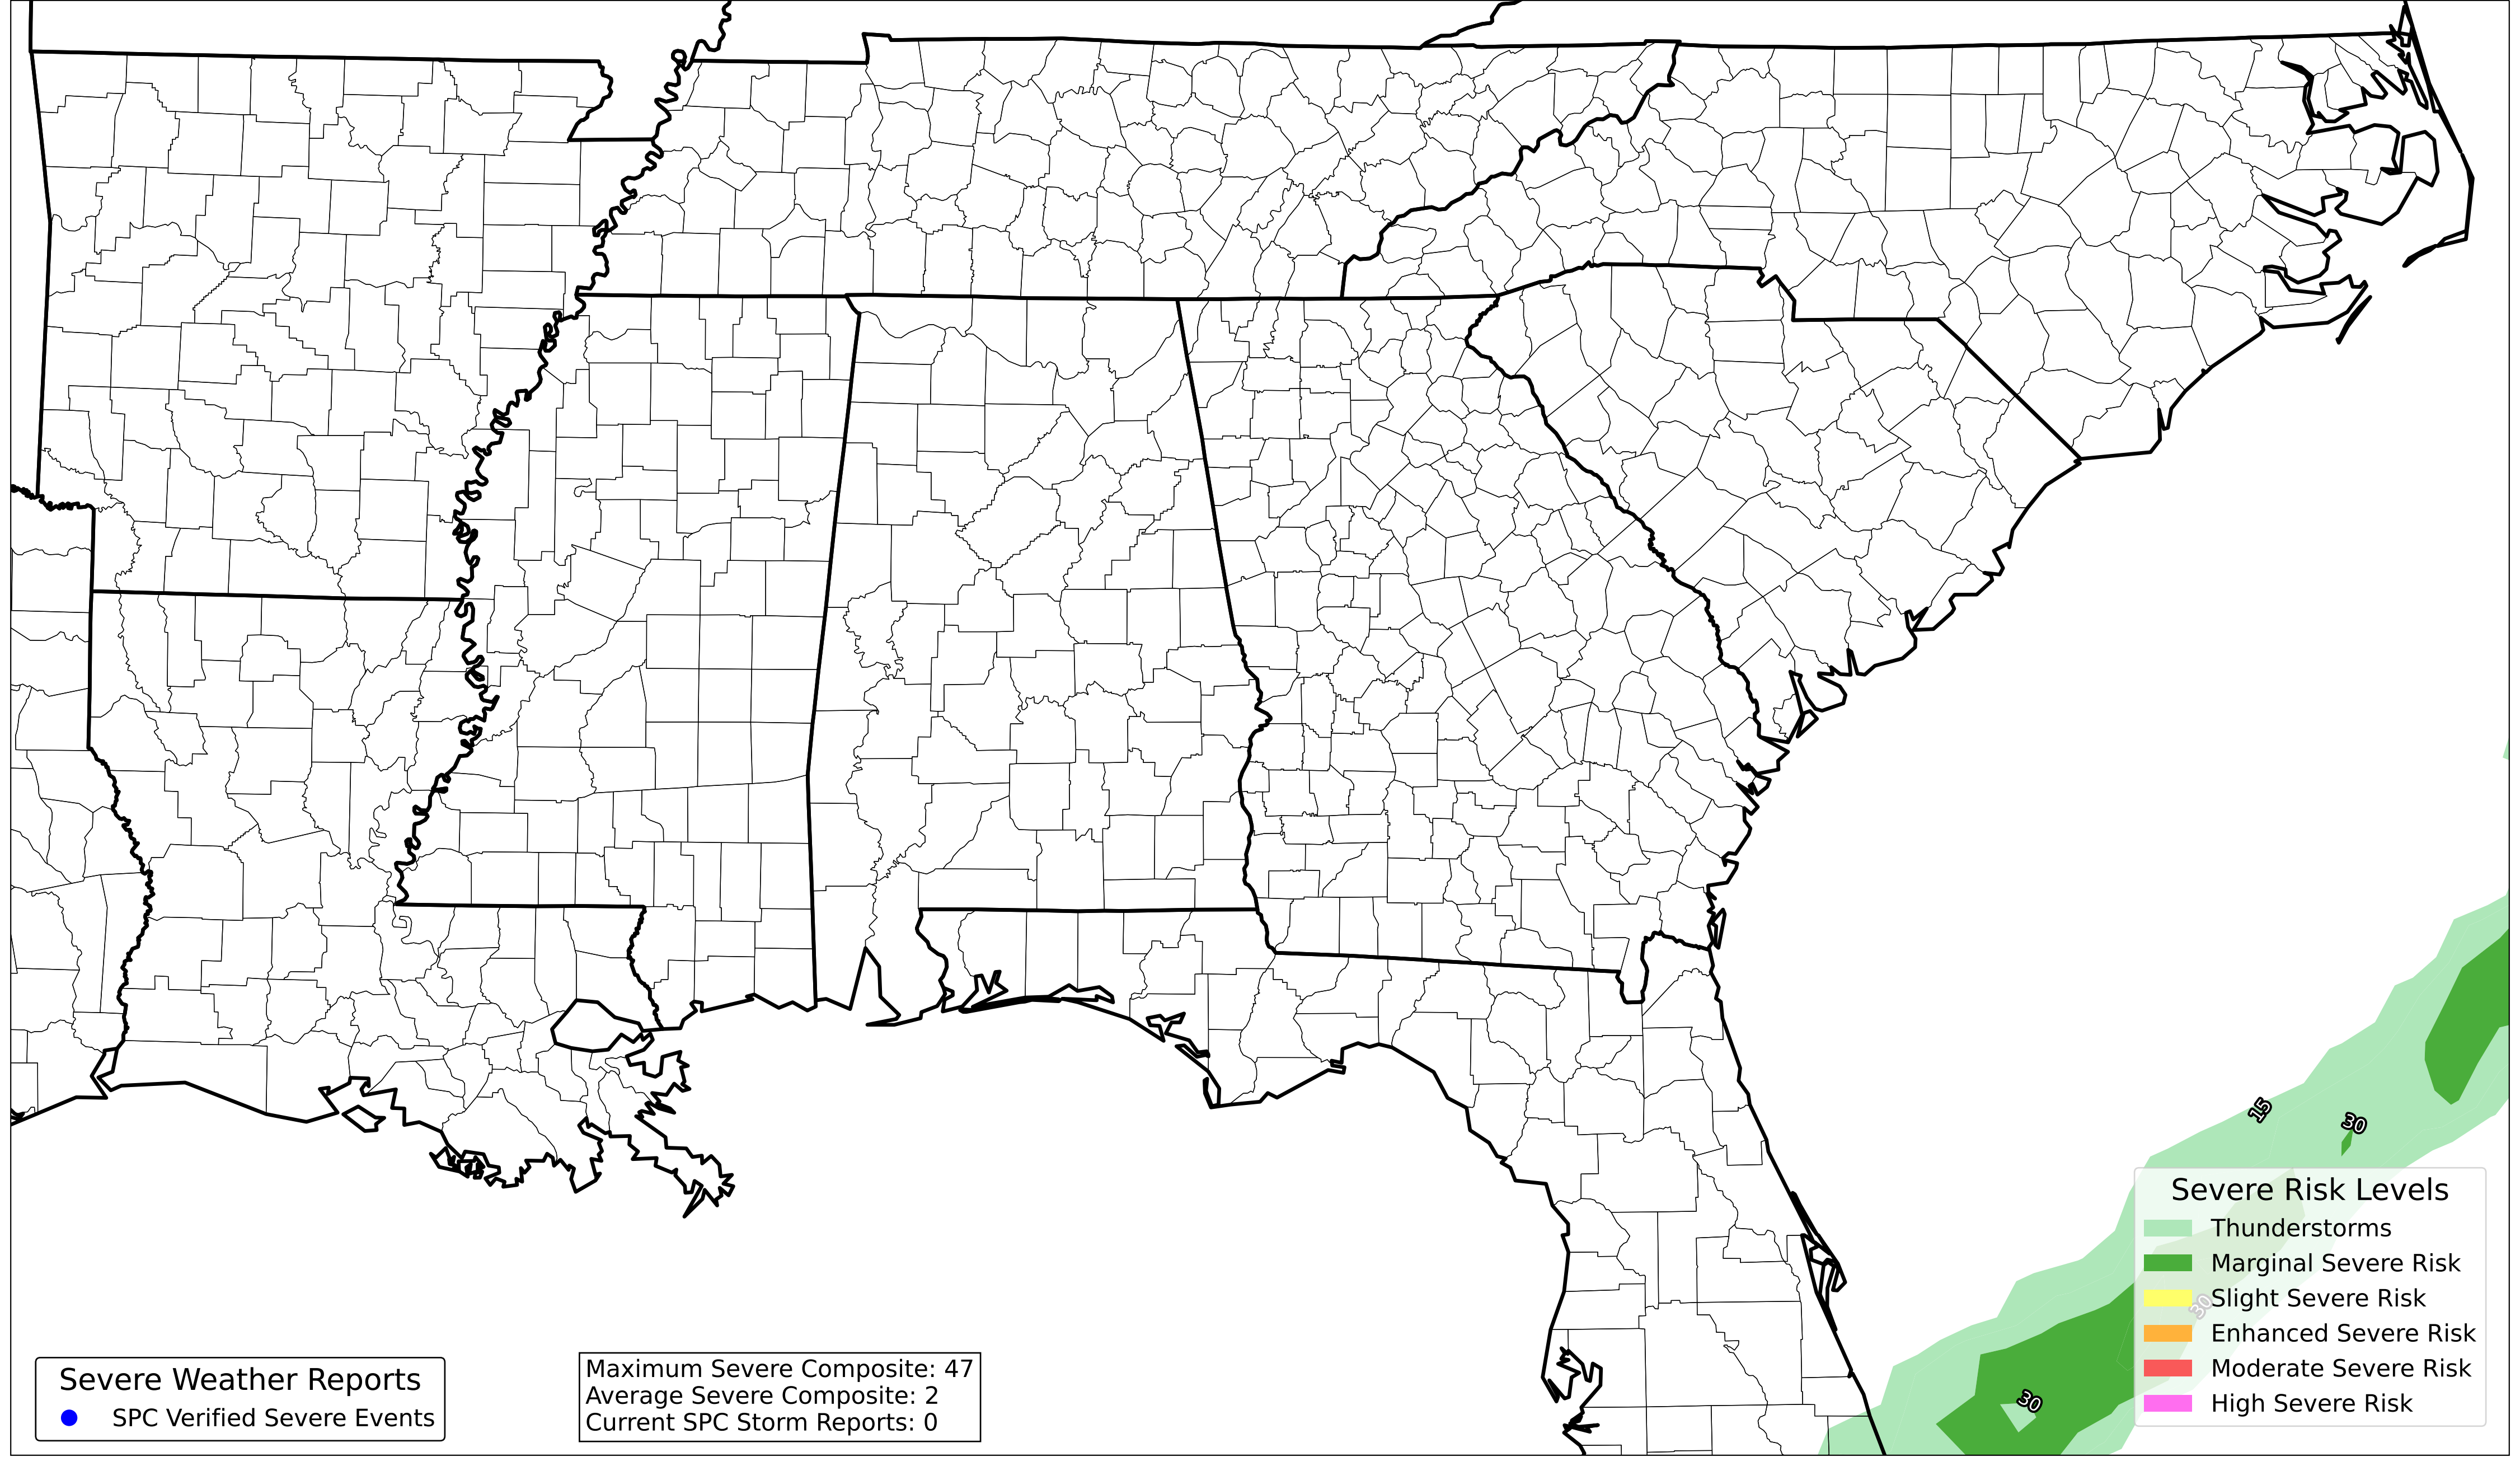 15
30
Severe Risk Levels
Thunderstorms
Marginal Severe Risk
30
Slight Severe Risk
Enhanced Severe Risk
Moderate Severe Risk
High Severe Risk
30
Severe Weather Reports
SPC Verified Severe Events
Maximum Severe Composite: 47
Average Severe Composite: 2
Current SPC Storm Reports: 0